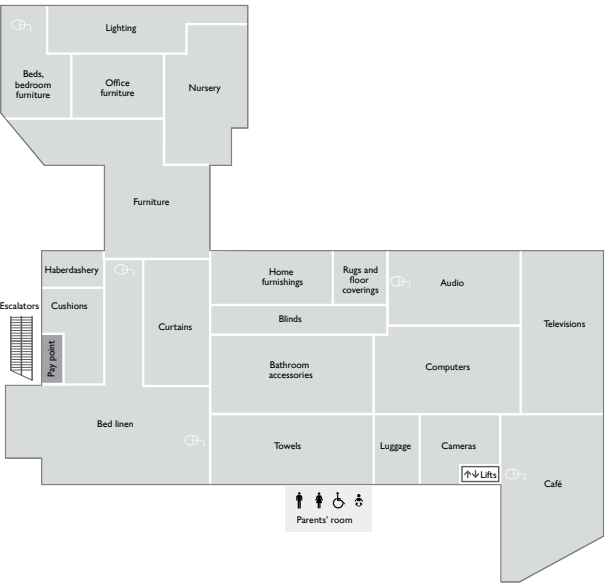 Lighting
Beds,
bedroom
furniture
Office
furniture
Nursery
Furniture
Haberdashery
Home
furnishings
Rugs and
floor
coverings
Audio
Escalators
Cushions
Blinds
Curtains
Televisions
Pay point
Bathroom
accessories
Computers
Bed linen
Towels
Luggage
Cameras
Lifts
Café
Parents' room